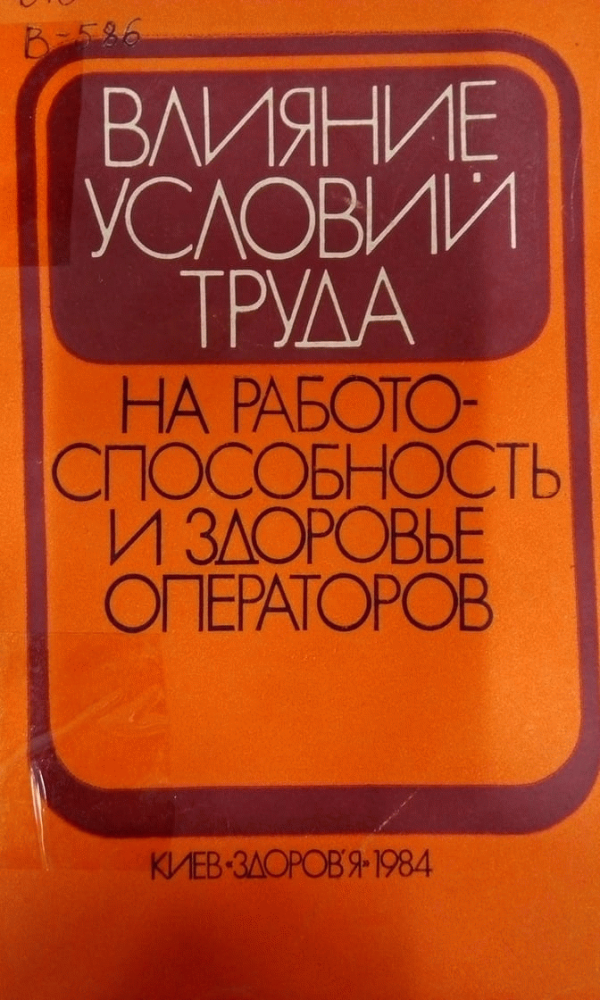 В-586
ВЛИЯНИЕ
УСЛОВИЙ
ТРУДА
НА РАБОТО-
СПОСОБНОСТЬ
И ЗДОРОВЬЕ
ОПЕРАТОРОВ
КИЕВ «ЗДОРОВ'Я» 1984